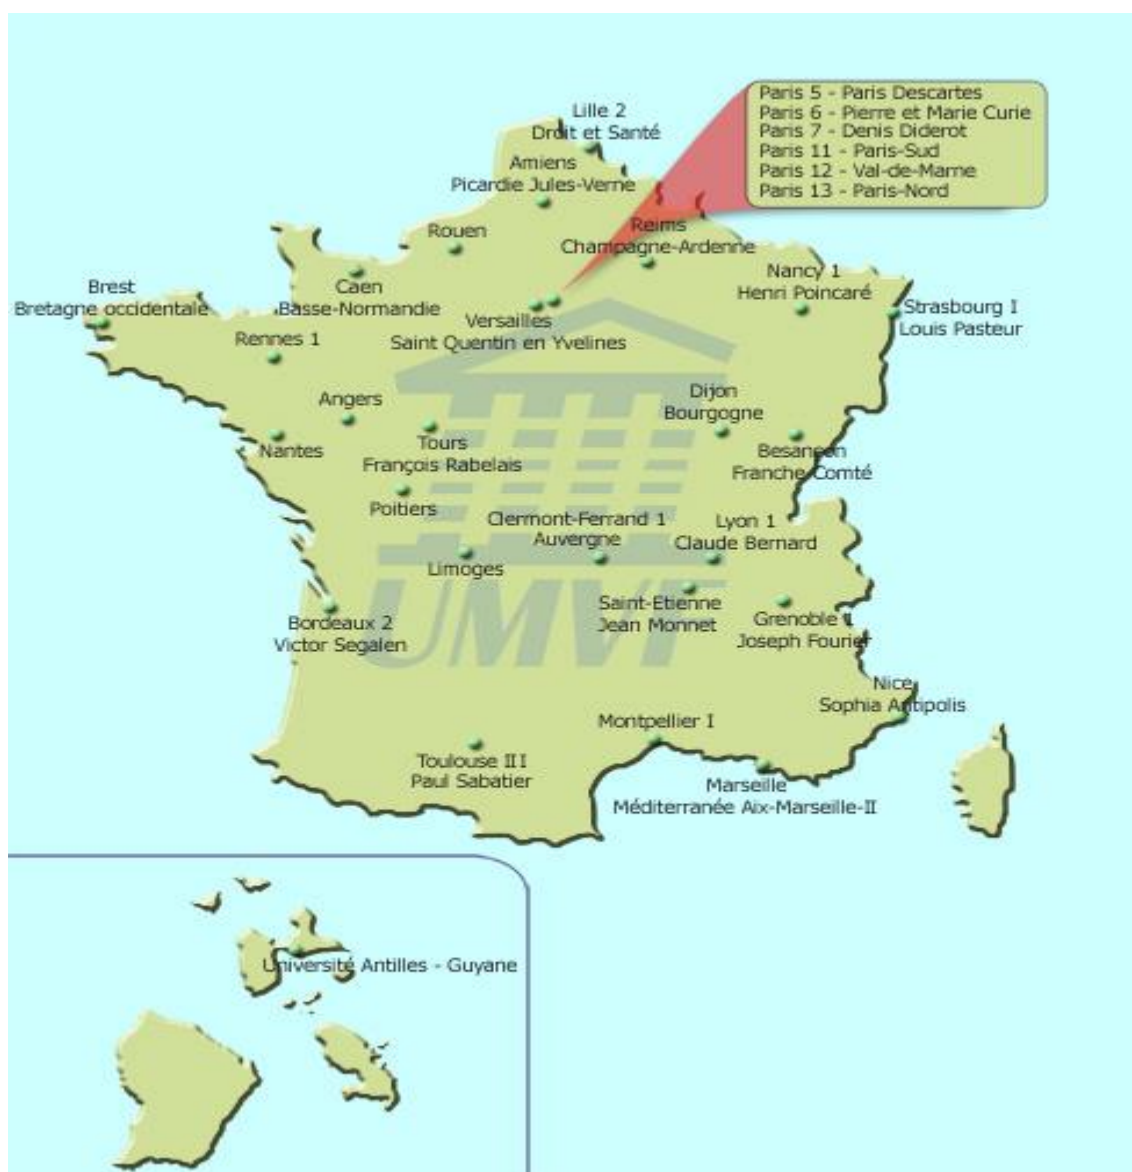 Paris 5 - Paris Descartes
Paris 6 - Pierre et Marie Curie
Paris 7 - Denis Diderot
Paris 11 - Paris-Sud
Paris 12 - Val-de-Marne
Paris 13 - Paris-Nord
Lille 2
Droit et Santé
Amiens
Picardie Jules-Verne
Rouen
Reims
Champagne-Ardenne
Nancy 1
Henri Poincaré
Strasbourg I
Louis Pasteur
Brest
Bretagne occidentale
Caen
Basse-Normandie
Versailles
Saint Quentin en Yvelines
Rennes 1
Angers
Nantes
Tours
François Rabelais
Dijon
Bourgogne
Besançon
Franche Comté
Poitiers
Clermont-Ferrand 1
Auvergne
Lyon 1
Claude Bernard
Limoges
Saint-Etienne
Jean Monnet
Grenoble 1
Joseph Fourier
Bordeaux 2
Victor Segalen
UMVF
Nice
Sophia Antipolis
Montpellier I
Toulouse III
Paul Sabatier
Marseille
Méditerranée Aix-Marseille-II
Université Antilles - Guyane